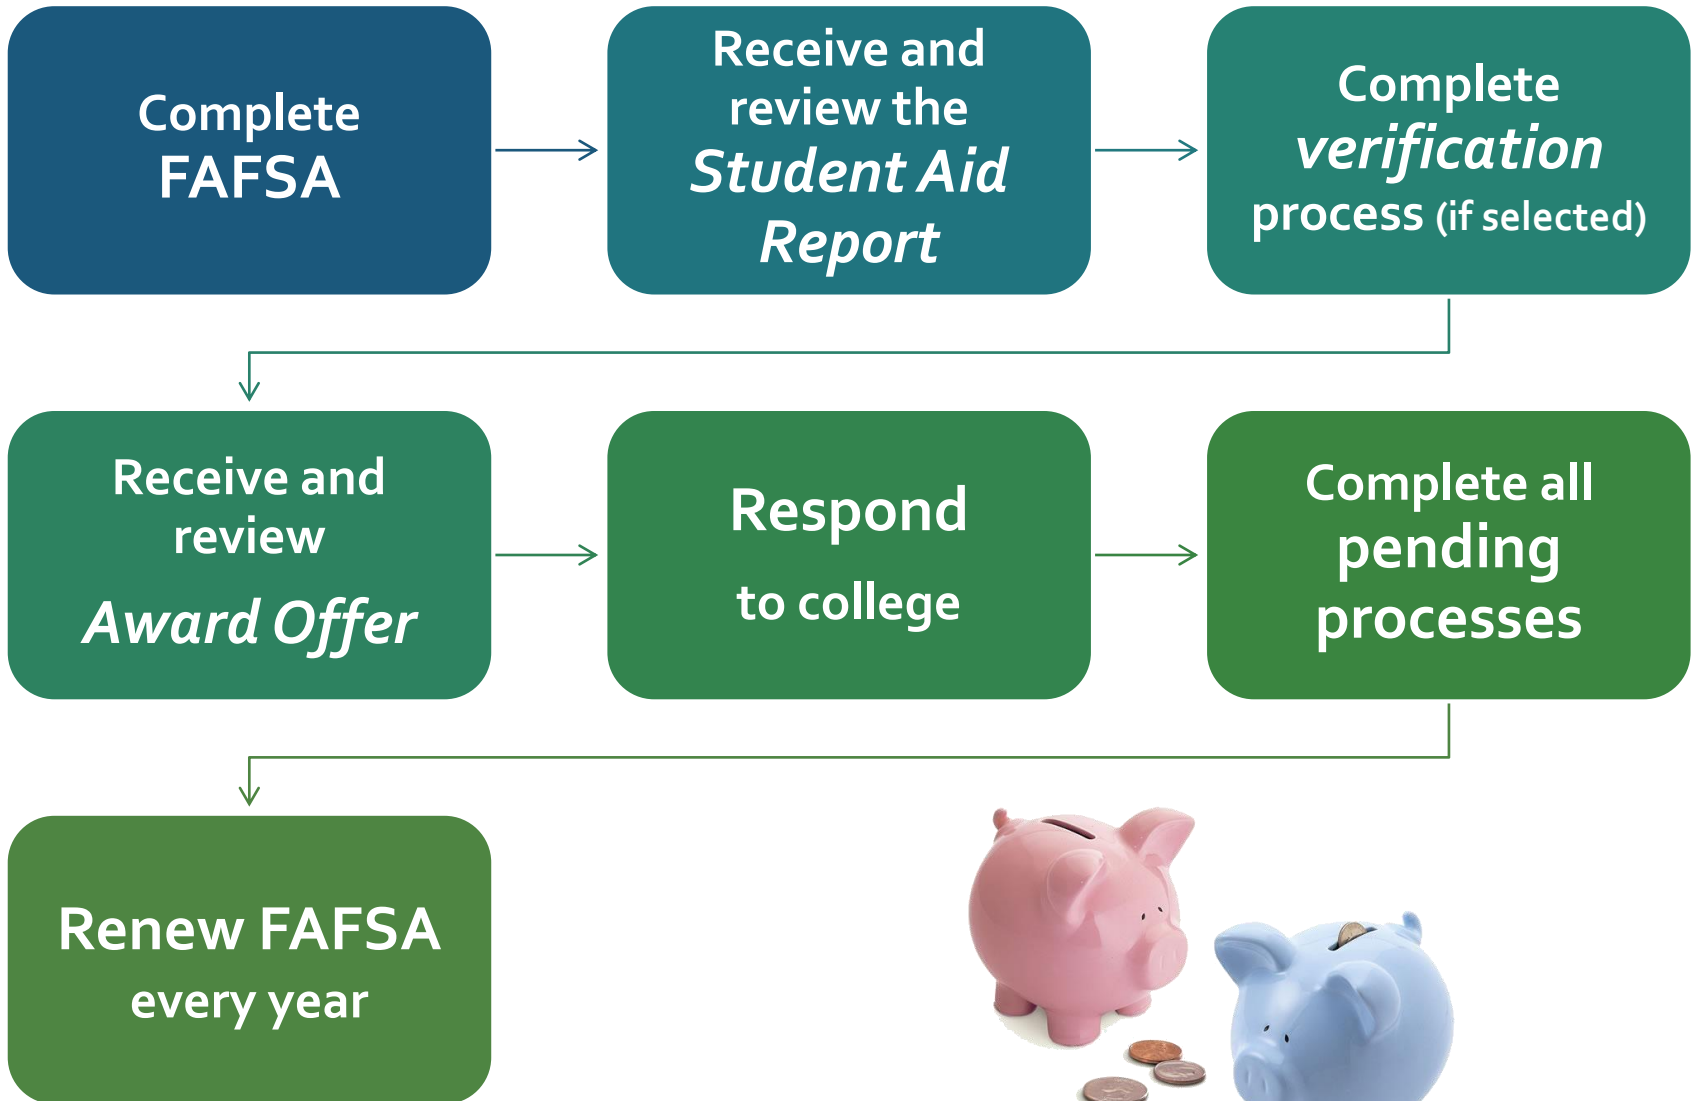 Complete
FAFSA
Receive and
review the
Student Aid
Report
Complete
verification
process (if selected)
Receive and
review
Award Offer
Respond
to college
Complete all
pending
processes
Renew FAFSA
every year